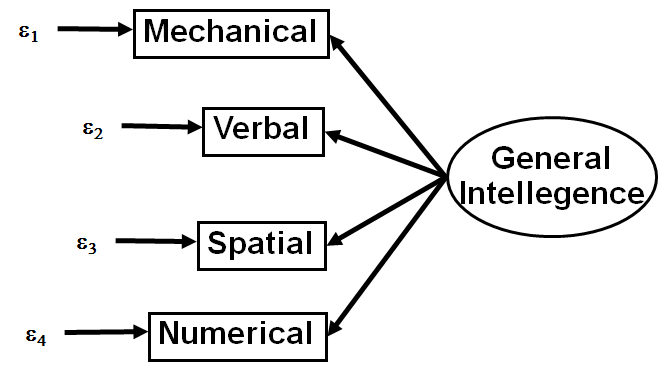 ε1
Mechanical
ε2
Verbal
General
Intellegence
ε3
Spatial
ε4
Numerical